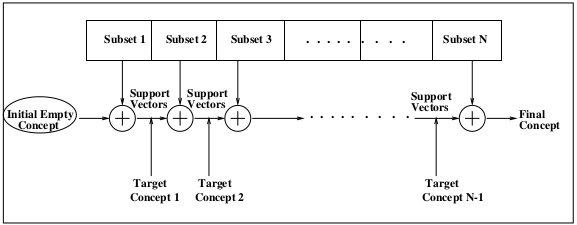 Subset 1 Subset 2 Subset 3 . . . . . . . . . Subset N
Support Vectors
Support Vectors
Support Vectors
Initial Empty Concept
+ + + . . . . . . . . . +
Final Concept
Target Concept 1
Target Concept 2
Target Concept N-1